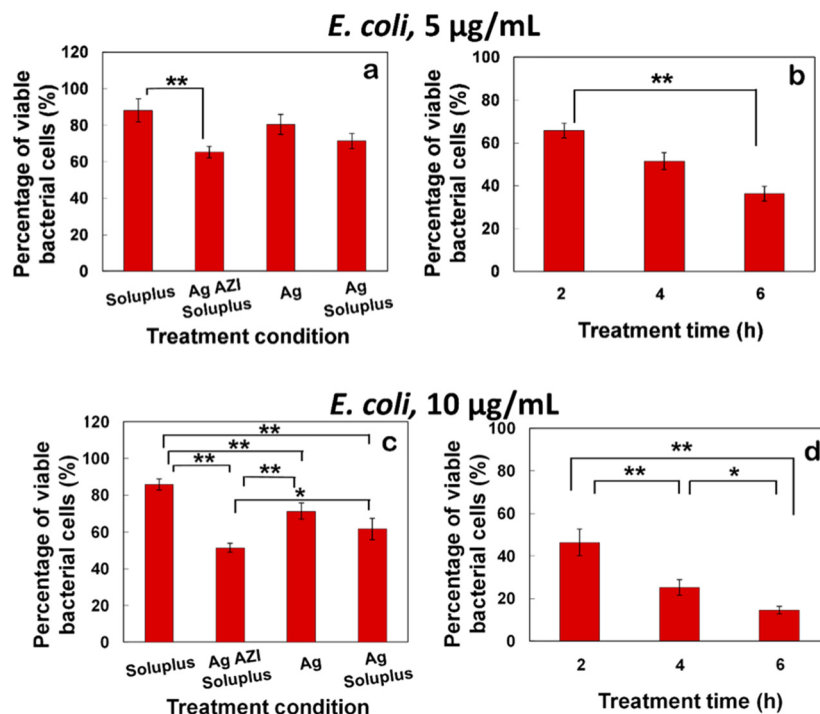 E. coli, 5 µg/mL
a
Percentage of viable
bacterial cells (%)
120
100
80
60
40
20
0
**
Soluplus
Ag AZI
Soluplus
Ag
Ag
Soluplus
Treatment condition
b
Percentage of viable
bacterial cells (%)
100
80
60
40
20
0
**
2
4
6
Treatment time (h)
E. coli, 10 µg/mL
c
Percentage of viable
bacterial cells (%)
120
100
80
60
40
20
0
**
**
**
**
*
Soluplus
Ag AZI
Soluplus
Ag
Ag
Soluplus
Treatment condition
d
Percentage of viable
bacterial cells (%)
100
80
60
40
20
0
**
**
*
2
4
6
Treatment time (h)